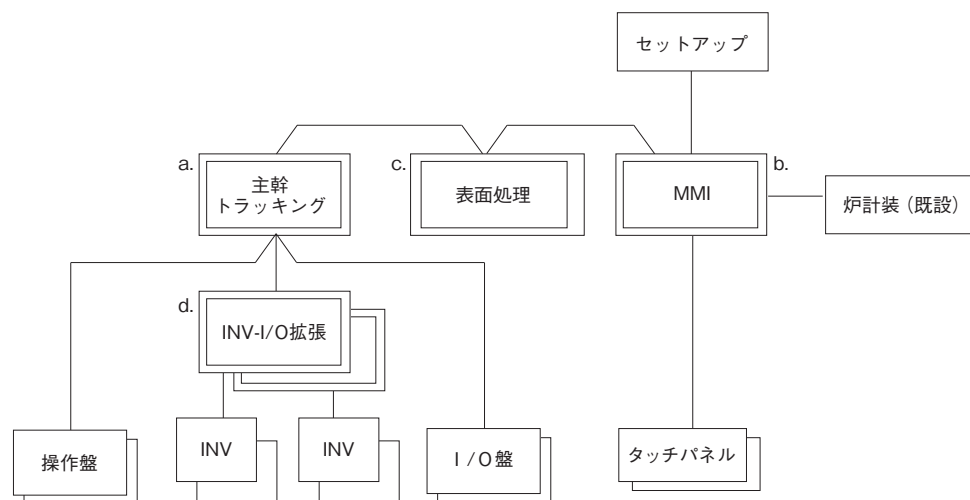 セットアップ
a.
主幹
トラッキング
c.
表面処理
MMI
b.
炉計装（既設）
d.
INV-I/O拡張
操作盤
INV
INV
I/O盤
タッチパネル